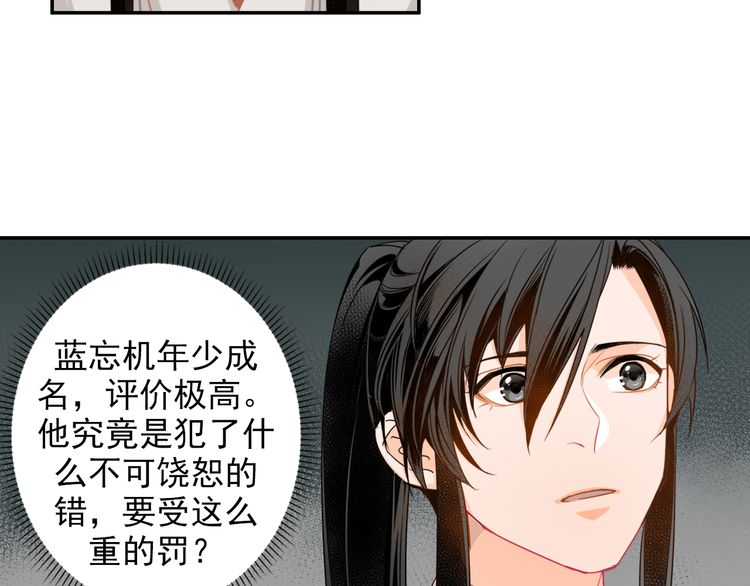 蓝忘机年少成
名，评价极高。
他究竟是犯了什
么不可饶恕的
错，要受这么
重的罚？